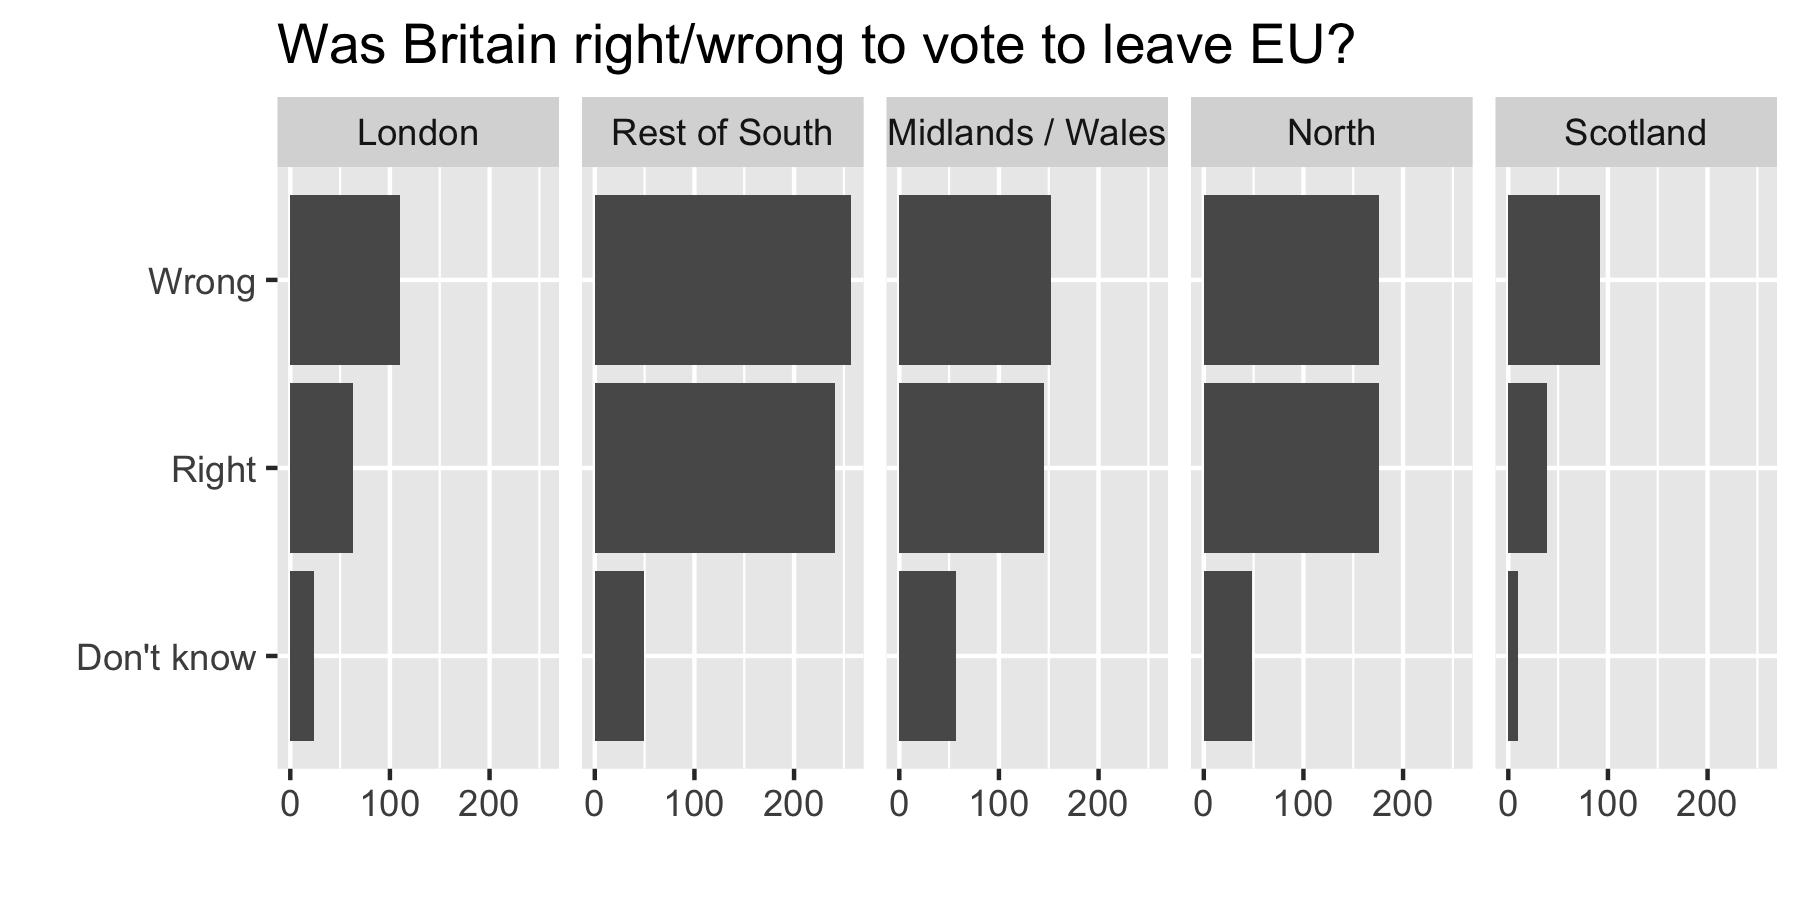 Was Britain right/wrong to vote to leave EU?
London Rest of South Midlands / Wales North Scotland
Wrong
Right
Don't know
0 100 200 0 100 200 0 100 200 0 100 200 0 100 200